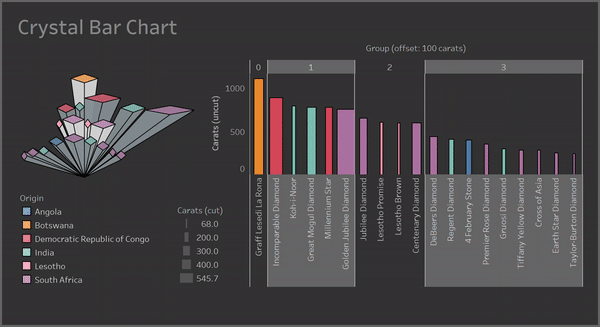 Crystal Bar Chart
Group (offset: 100 carats)
0
1
2
3
Carats (uncut)
1000
500
0
Graff Lesedi La Rona
Incomparable Diamond
Koh-i-Noor
Great Mogul Diamond
Millennium Star
Golden Jubilee Diamond
Jubilee Diamond
Lesotho Promise
Lesotho Brown
Centenary Diamond
DeBeers Diamond
Regent Diamond
4 February Stone
Premier Rose Diamond
Gruosi Diamond
Tiffany Yellow Diamond
Cross of Asia
Earth Star Diamond
Taylor-Burton Diamond
Origin
Angola
Botswana
Democratic Republic of Congo
India
Lesotho
South Africa
Carats (cut)
68.0
200.0
300.0
400.0
545.7